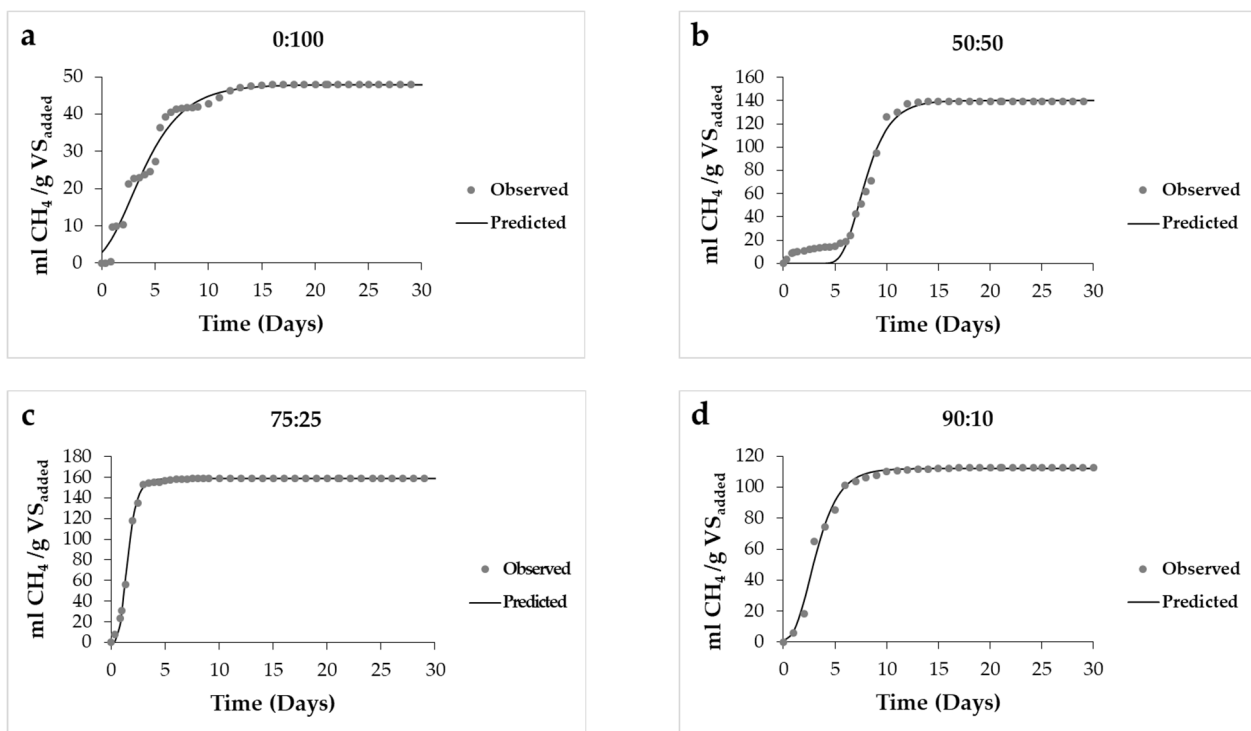 a
0:100
50
40
30
20
10
0
ml CH4 /g VSadded
0 5 10 15 20 25 30
Time (Days)
Observed
Predicted
b
50:50
160
140
120
100
80
60
40
20
0
ml CH4 /g VSadded
0 5 10 15 20 25 30
Time (Days)
Observed
Predicted
c
75:25
180
160
140
120
100
80
60
40
20
0
ml CH4 /g VSadded
0 5 10 15 20 25 30
Time (Days)
Observed
Predicted
d
90:10
120
100
80
60
40
20
0
ml CH4 /g VSadded
0 5 10 15 20 25 30
Time (Days)
Observed
Predicted